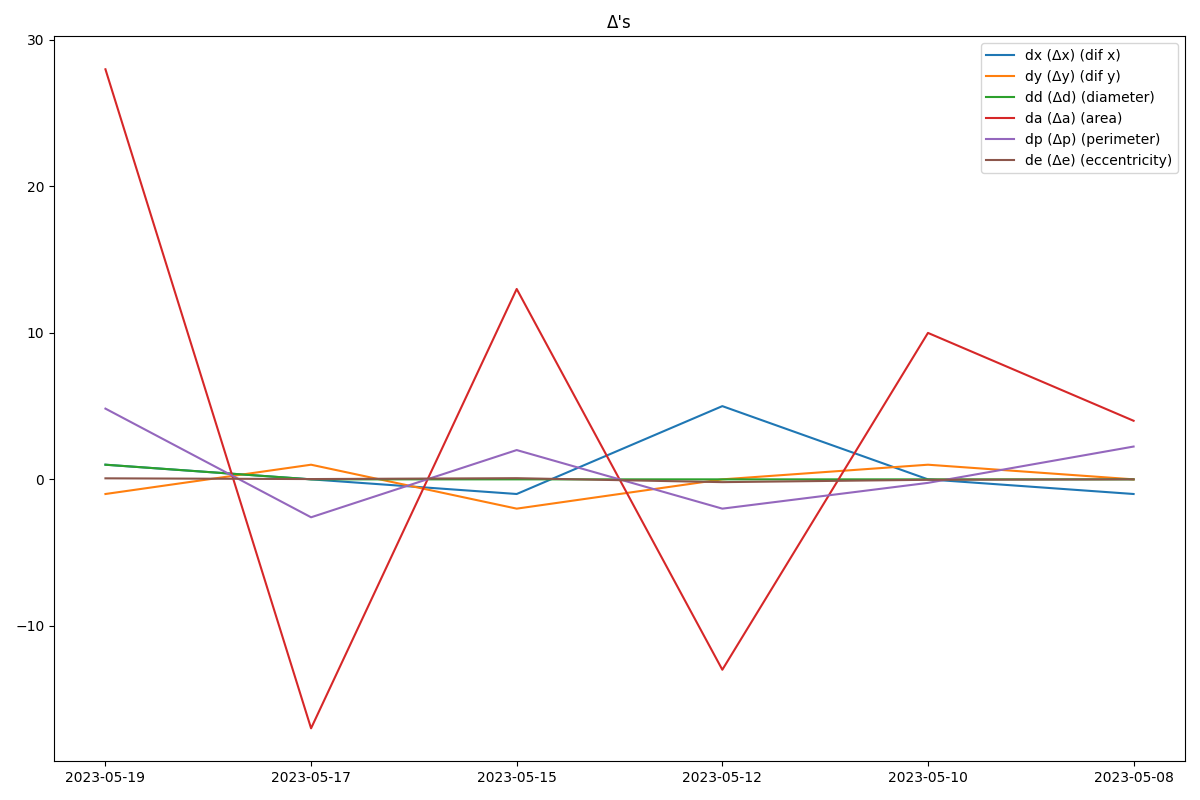 Δ's
30
20
10
0
−10
dx (Δx) (dif x)
dy (Δy) (dif y)
dd (Δd) (diameter)
da (Δa) (area)
dp (Δp) (perimeter)
de (Δe) (eccentricity)
2023-05-19
2023-05-17
2023-05-15
2023-05-12
2023-05-10
2023-05-08